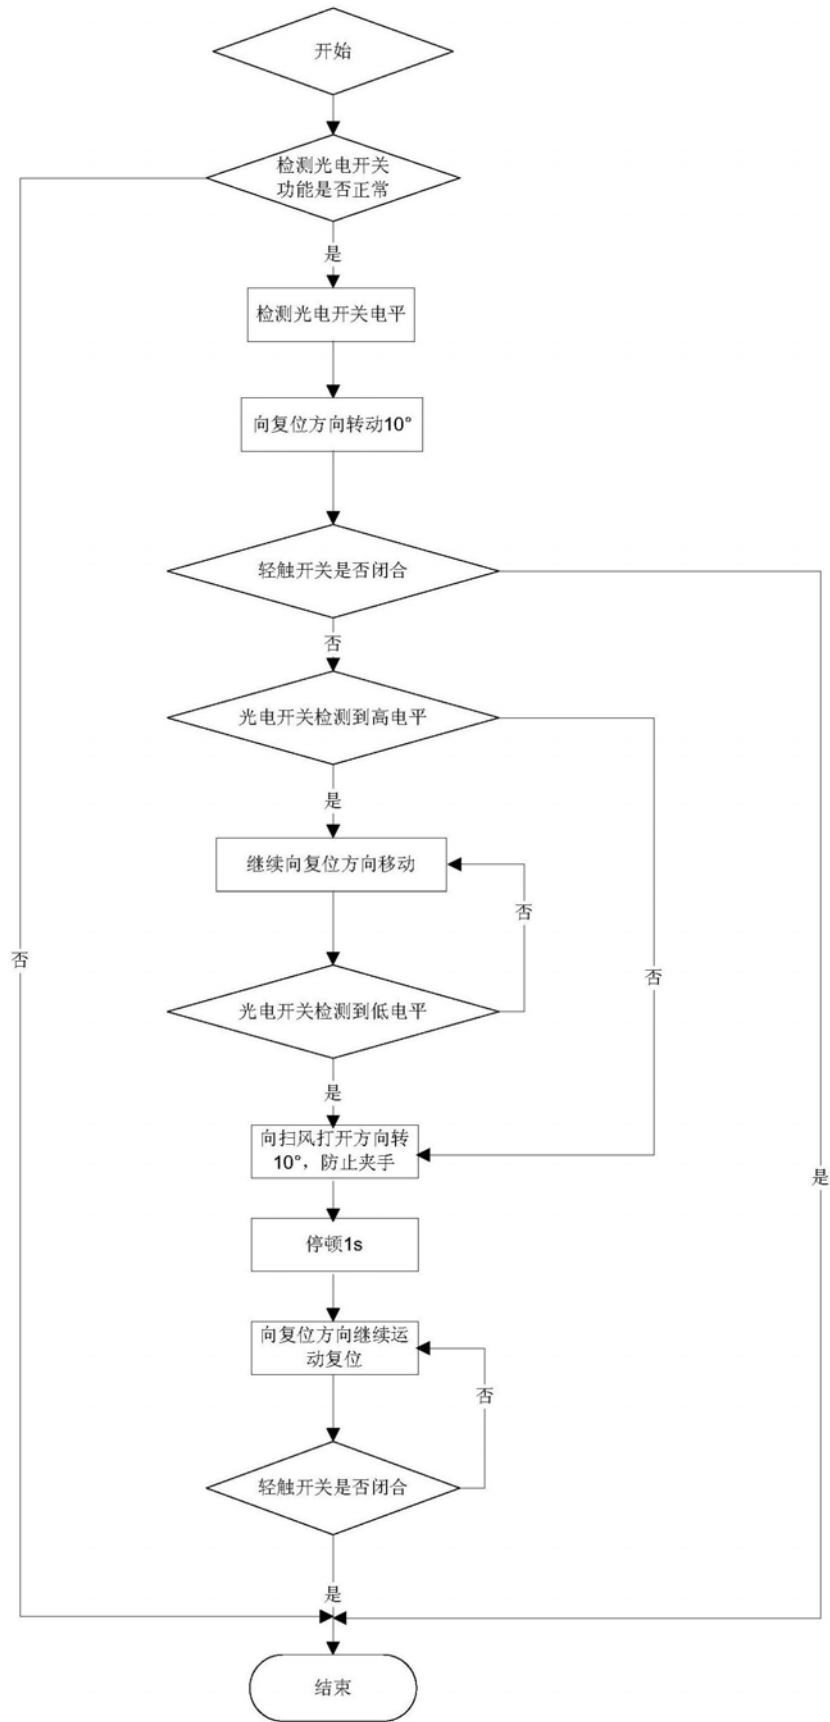 开始
检测光电开关
功能是否正常
是
检测光电开关电平
向复位方向转动10°
轻触开关是否闭合
否
光电开关检测到高电平
是
继续向复位方向移动
否
否
光电开关检测到低电平
否
是
向扫风打开方向转
10°，防止夹手
是
停顿1s
向复位方向继续运
动复位
否
轻触开关是否闭合
是
结束